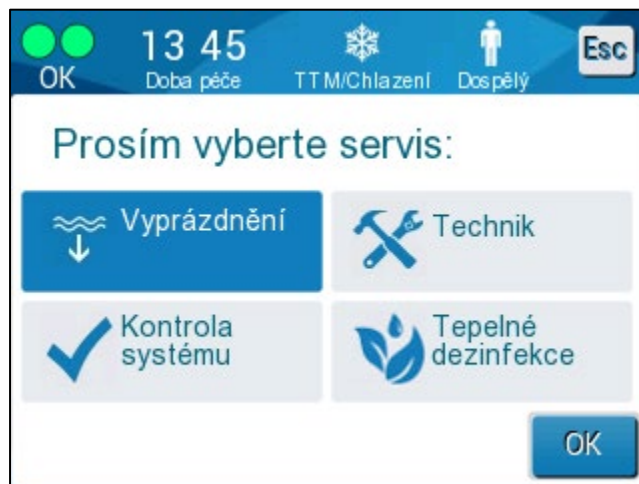 OK
13 45
Doba péče
TTM/Chlazení
Dospělý
Esc
Prosím vyberte servis:
Vyprázdnění
Technik
Kontrola
systému
Tepelné
dezinfekce
OK